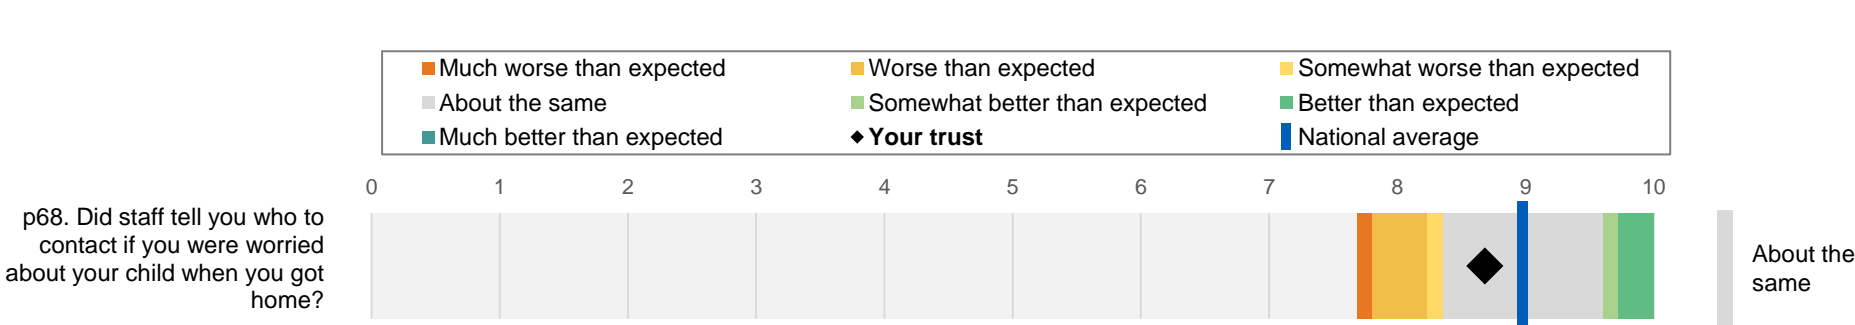 Much worse than expected Worse than expected Somewhat worse than expected
About the same Somewhat better than expected Better than expected
Much better than expected Your trust National average
0 1 2 3 4 5 6 7 8 9 10
p68. Did staff tell you who to
contact if you were worried
about your child when you got
home?
About the
same